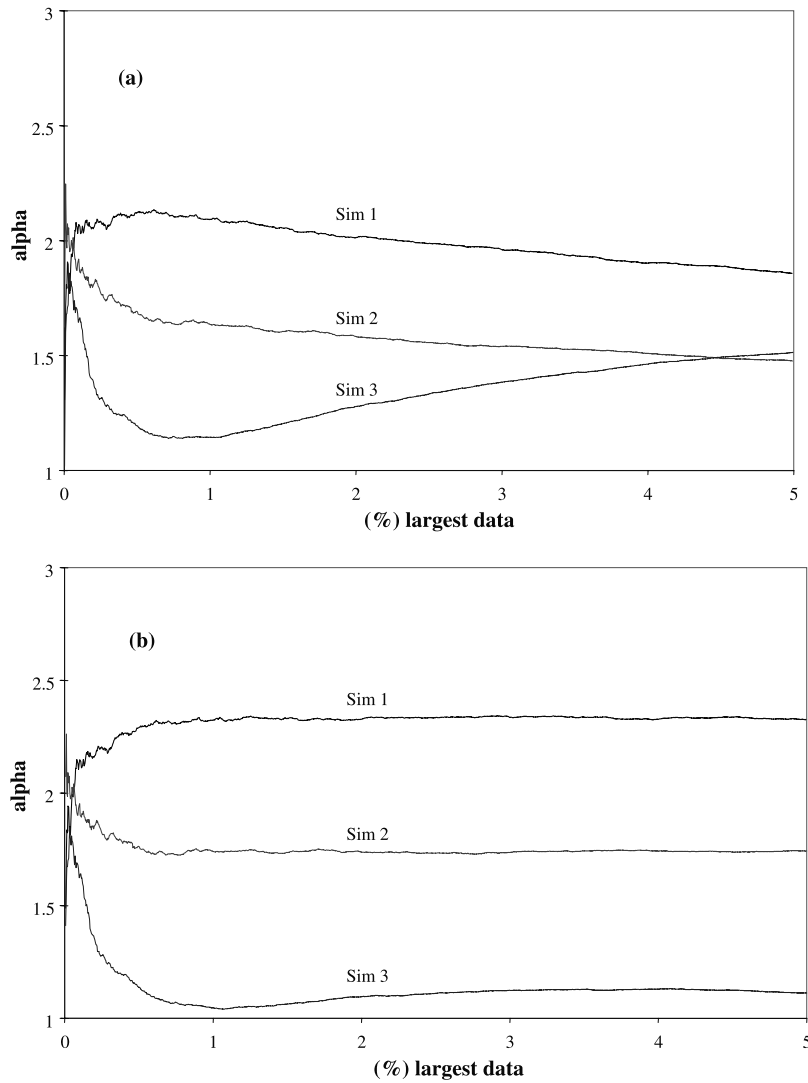 3
(a)
2.5
Sim 1
alpha
2
Sim 2
1.5
Sim 3
1
0 1 2 3 4 5
(%) largest data
3
(b)
2.5
Sim 1
alpha
2
Sim 2
1.5
Sim 3
1
0 1 2 3 4 5
(%) largest data